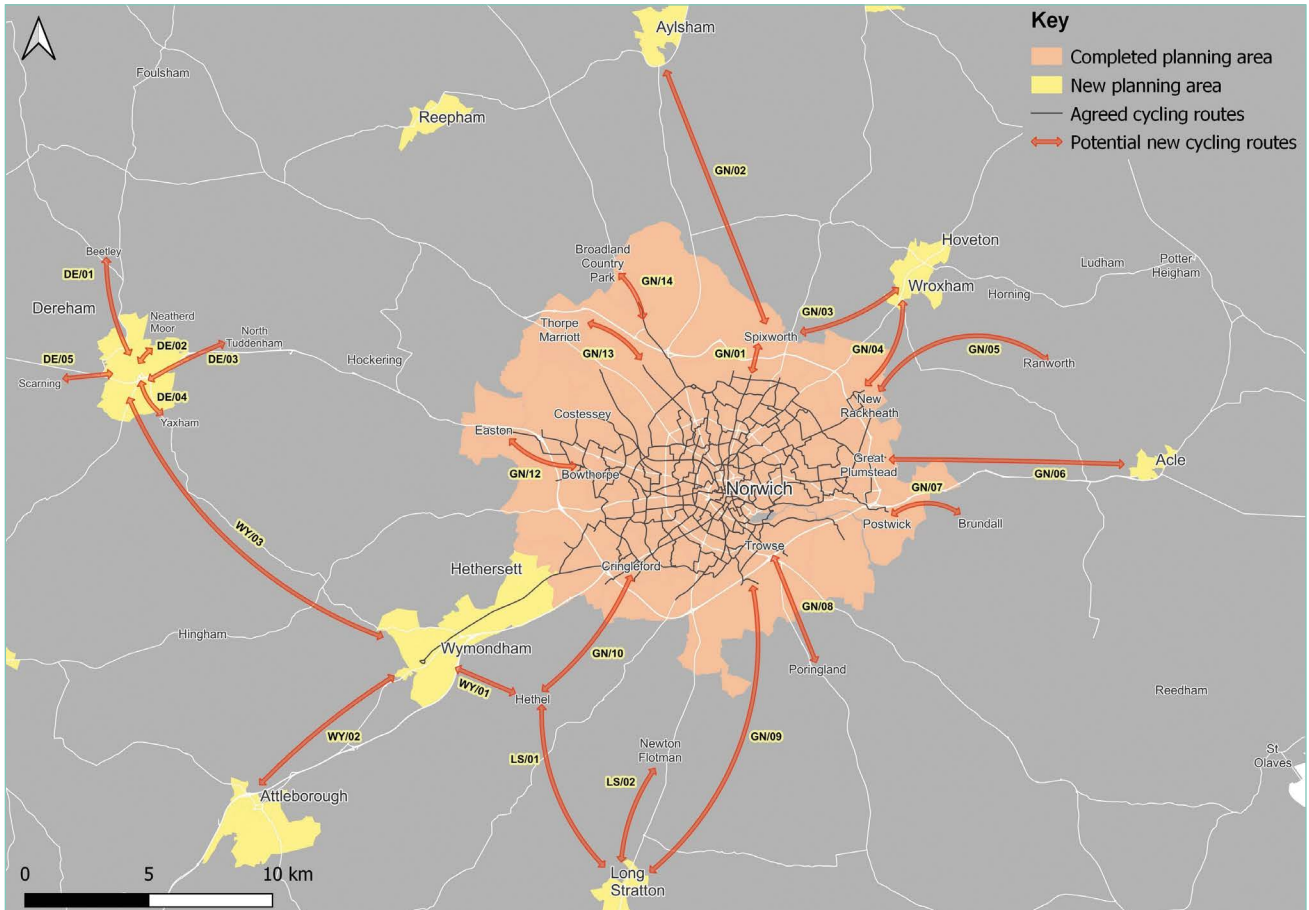 Key
Completed planning area
New planning area
Agreed cycling routes
Potential new cycling routes
Aylsham
Foulsham
Reepham
GN/02
Beetley
DE/01
Broadland
Country
Park
GN/14
Hoveton
Wroxham
Ludham
Potter
Heigham
Horning
Dereham
Neatherd
Moor
DE/02
North
Tuddenham
DE/03
DE/05
Scarning
DE/04
Yaxham
Hockering
Thorpe
Marriott
GN/13
GN/01
Spixworth
GN/03
GN/04
GN/05
Ranworth
New
Rackheath
Costessey
Easton
GN/12
Bowthorpe
Norwich
Great
Plumstead
GN/06
Acle
GN/07
Postwick
Brundall
WY/03
Hethersett
Cringleford
Trowse
GN/08
Hingham
Wymondham
GN/10
Poringland
WY/01
Hethel
Reedham
WY/02
LS/01
Newton
Flotman
LS/02
GN/09
St
Olaves
Attleborough
Long
Stratton
0 5 10 km